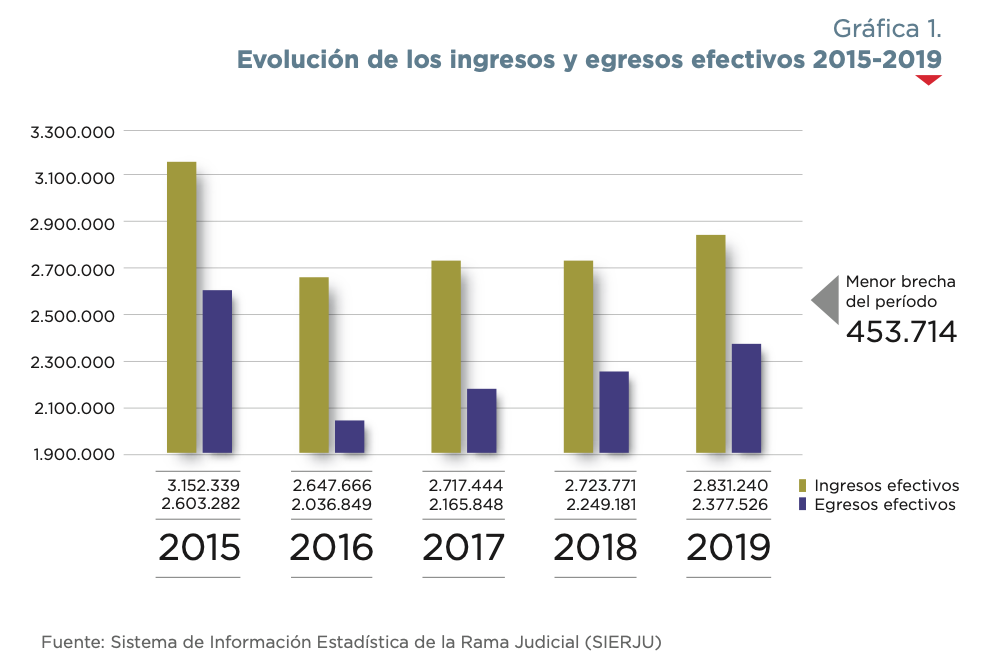 Gráfica 1.
Evolución de los ingresos y egresos efectivos 2015-2019
3.300.000
3.100.000
2.900.000
2.700.000
2.500.000
2.300.000
2.100.000
1.900.000
Menor brecha
del período
453.714
3.152.339 2.647.666 2.717.444 2.723.771 2.831.240
2.603.282 2.036.849 2.165.848 2.249.181 2.377.526
2015 2016 2017 2018 2019
Ingresos efectivos
Egresos efectivos
Fuente: Sistema de Información Estadística de la Rama Judicial (SIERJU)